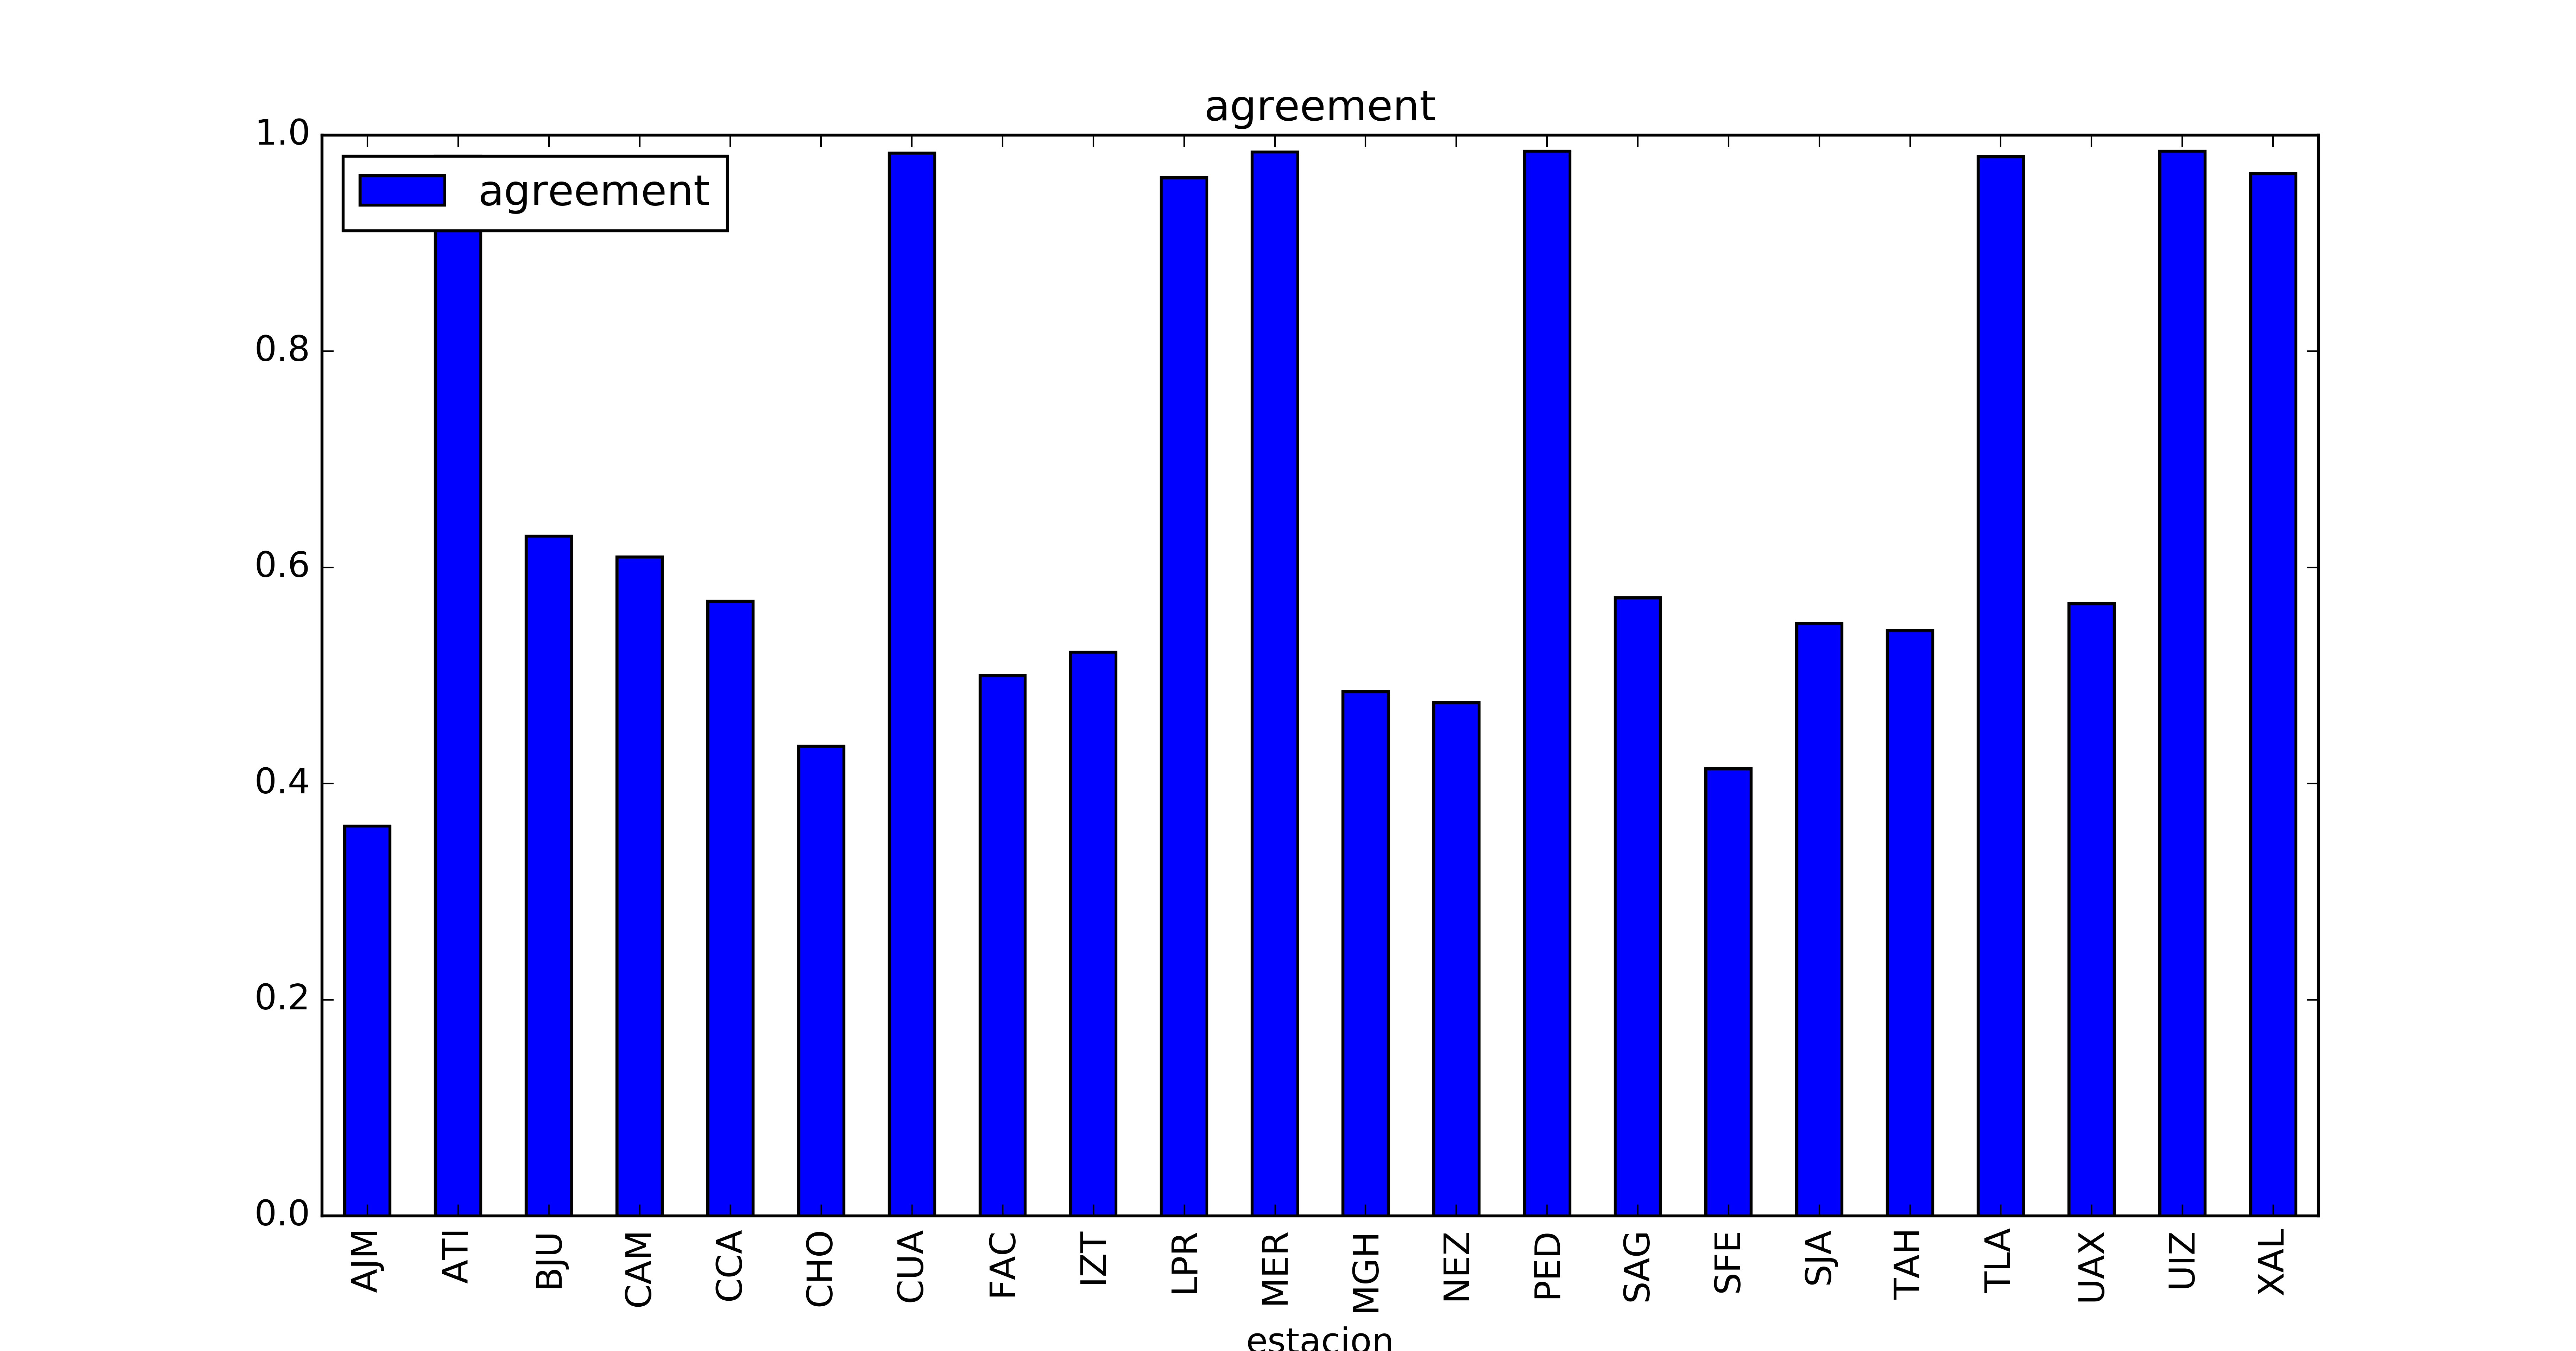 agreement
1.0
agreement
0.8
0.6
0.4
0.2
0.0
AJM ATI BJU CAM CCA CHO CUA FAC IZT LPR MER MGH NEZ PED SAG SFE SJA TAH TLA UAX UIZ XAL
estacion